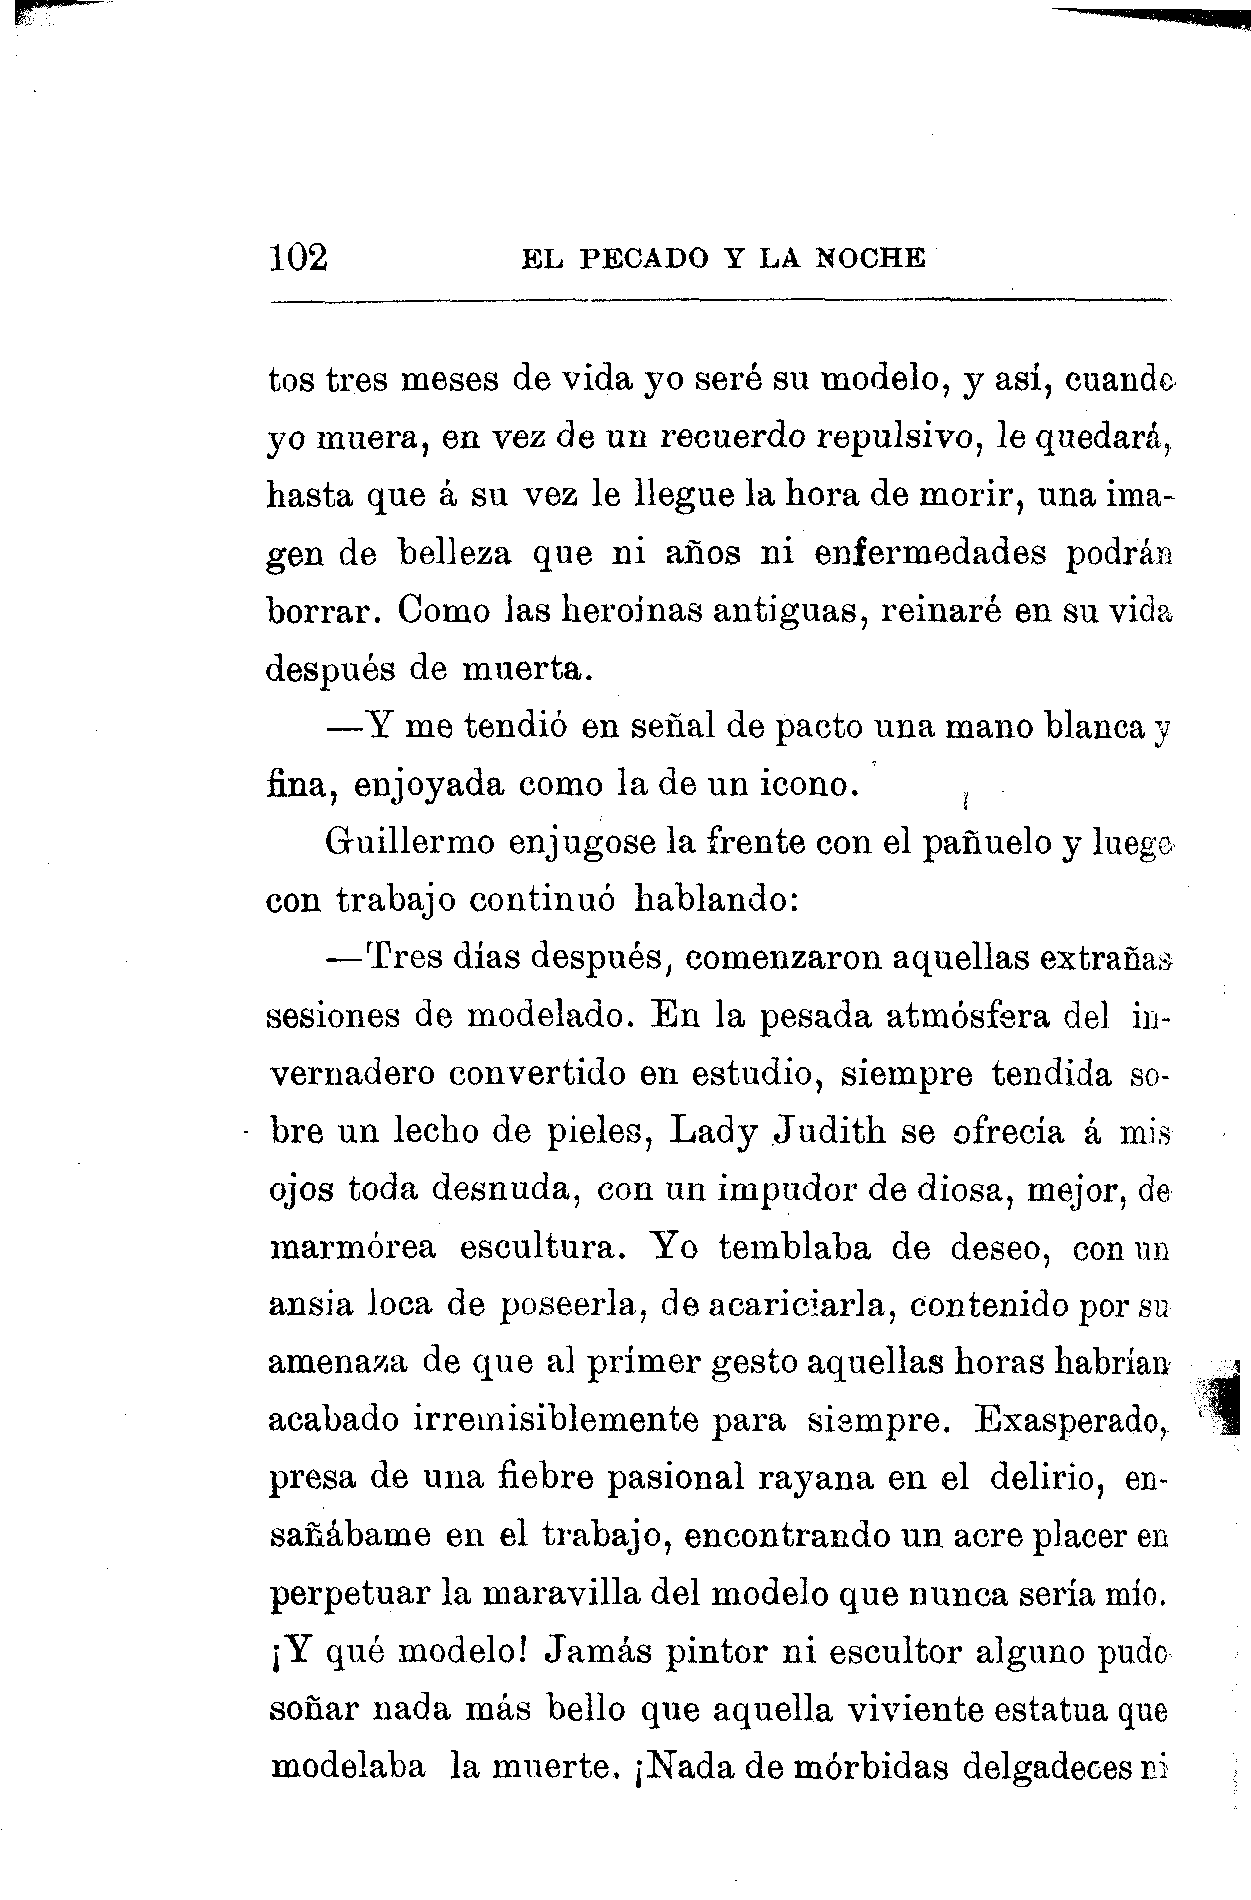 102 EL PECADO Y LA NOCHE
tos tres meses de vida yo seré su modelo, y así, cuando
yo muera, en vez de un recuerdo repulsivo, le quedará,
hasta que á su vez le llegue la hora de morir, una ima-
gen de belleza que ni años ni enfermedades podrán
borrar. Como las heroinas antiguas, reinaré en su vida
después de muerta.
—Y me tendió en señal de pacto una mano blanca y
fina, enjoyada como la de un icono.
Guillermo enjugose la frente con el pañuelo y luego
con trabajo continuó hablando:
—Tres días después, comenzaron aquellas extrañas
sesiones de modelado. En la pesada atmósfera del in-
vernadero convertido en estudio, siempre tendida so-
bre un lecho de pieles, Lady Judith se ofrecía á mis
ojos toda desnuda, con un impudor de diosa, mejor, de
marmórea escultura. Yo temblaba de deseo, con un
ansia loca de poseerla, de acariciarla, contenido por su
amenaza de que al primer gesto aquellas horas habrían
acabado irremisiblemente para siempre. Exasperado,
presa de una fiebre pasional rayana en el delirio, en-
sañábame en el trabajo, encontrando un acre placer en
perpetuar la maravilla del modelo que nunca sería mío.
¡Y qué modelo! Jamás pintor ni escultor alguno pudo
soñar nada más bello que aquella viviente estatua que
modelaba la muerte. ¡Nada de mórbidas delgadeces ni